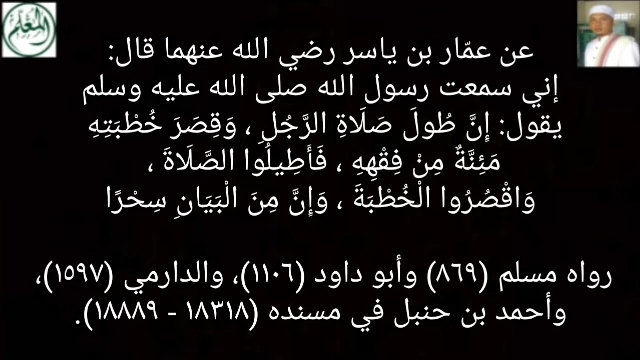 المعلم
عن عمّار بن ياسر رضي الله عنهما قال:
إني سمعت رسول الله صلى الله عليه وسلم
يقول: إِنَّ طُولَ صَلَاةِ الرَّجُلِ ، وَقِصَرَ خُطْبَتِهِ
مَئِنَّةٌ مِنْ فِقْهِهِ ، فَأَطِيلُوا الصَّلَاةَ ،
وَاقْصُرُوا الْخُطْبَةَ ، وَإِنَّ مِنَ الْبَيَانِ سِحْرًا
رواه مسلم (٨٦٩) وأبو داود (١١٠٦)، والدارمي (١٥٩٧)،
وأحمد بن حنبل في مسنده (١٨٣١٨ - ١٨٨٨٩).